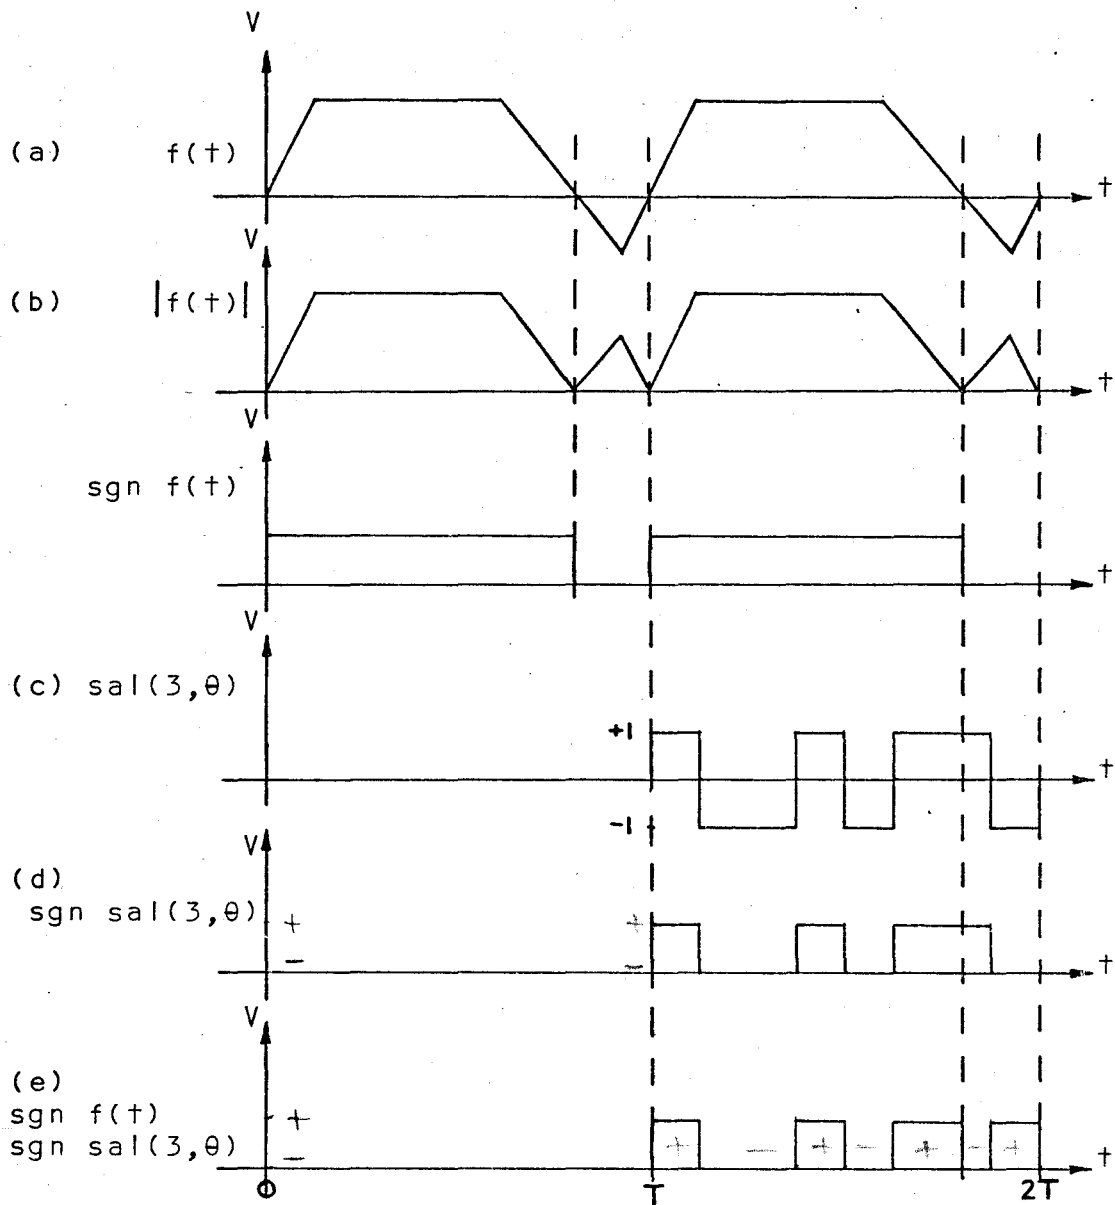 V
(a) f(t)
t
V
(b) |f(t)|
t
V
sgn f(t)
t
V
(c) sal(3,θ)
+1
t
-1
V
(d)
sgn sal(3,θ)
+ +
- -
t
V
(e)
sgn f(t) +
sgn sal(3,θ) -
+ - + - + - +
t
0 T 2T